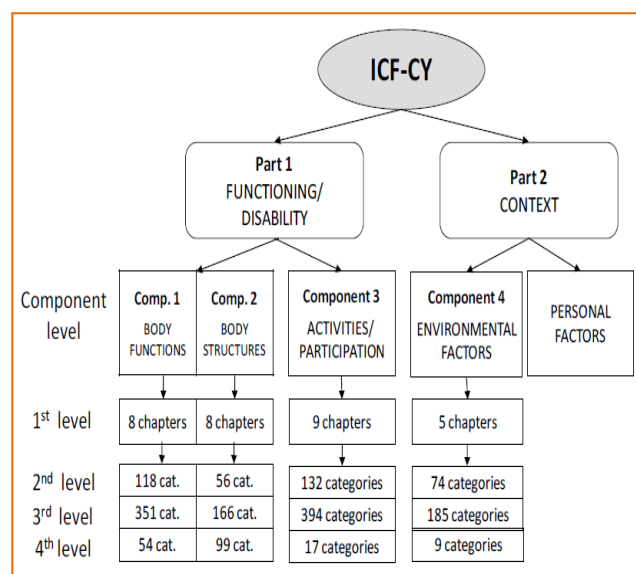 ICF-CY
Part 1
FUNCTIONING/
DISABILITY
Part 2
CONTEXT
Component
level
Comp. 1
BODY
FUNCTIONS
Comp. 2
BODY
STRUCTURES
Component 3
ACTIVITIES/
PARTICIPATION
Component 4
ENVIRONMENTAL
FACTORS
PERSONAL
FACTORS
1st level
8 chapters
8 chapters
9 chapters
5 chapters
2nd level
118 cat.
56 cat.
132 categories
74 categories
3rd level
351 cat.
166 cat.
394 categories
185 categories
4th level
54 cat.
99 cat.
17 categories
9 categories